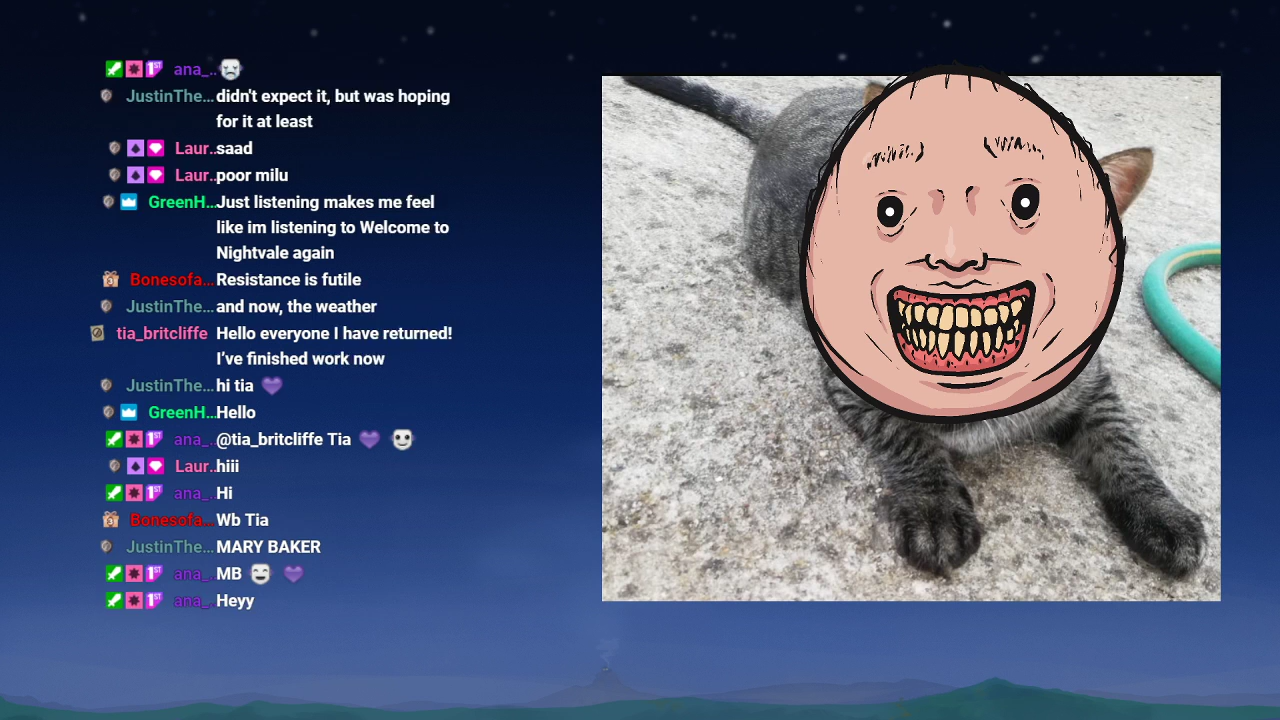 ana_..
JustinThe... didn't expect it, but was hoping
for it at least
Laur.. saad
Laur.. poor milu
GreenH... Just listening makes me feel
like im listening to Welcome to
Nightvale again
Bonesofa... Resistance is futile
JustinThe... and now, the weather
tia_britcliffe Hello everyone I have returned!
I've finished work now
JustinThe... hi tia
GreenH... Hello
ana_.. @tia_britcliffe Tia
Laur.. hiii
ana_.. Hi
Bonesofa... Wb Tia
JustinThe... MARY BAKER
ana_.. MB
ana_.. Heyy